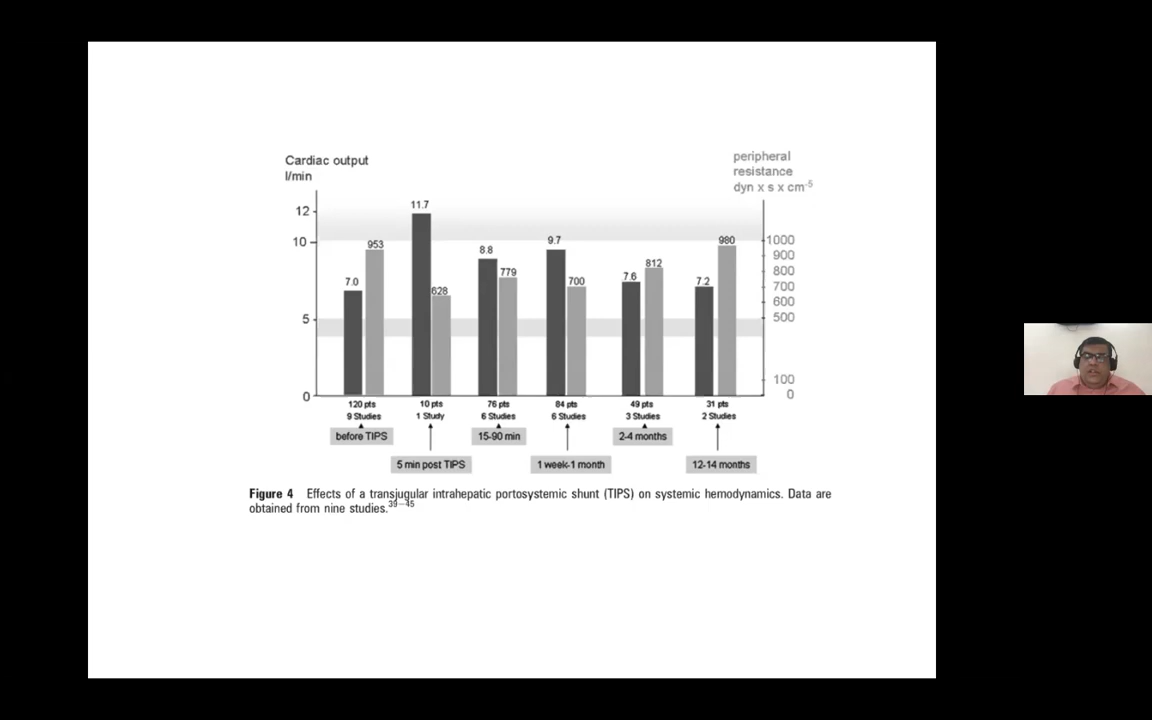 Cardiac output
l/min
peripheral
resistance
dyn x s x cm-5
12
10
5
0
1000
900
800
700
600
500
100
0
7.0
953
11.7
628
8.8
779
9.7
700
7.6
812
7.2
980
120 pts
9 Studies
10 pts
1 Study
76 pts
6 Studies
84 pts
6 Studies
49 pts
3 Studies
31 pts
2 Studies
before TIPS
15-90 min
2-4 months
5 min post TIPS
1 week-1 month
12-14 months
Figure 4 Effects of a transjugular intrahepatic portosystemic shunt (TIPS) on systemic hemodynamics. Data are
obtained from nine studies.39–45